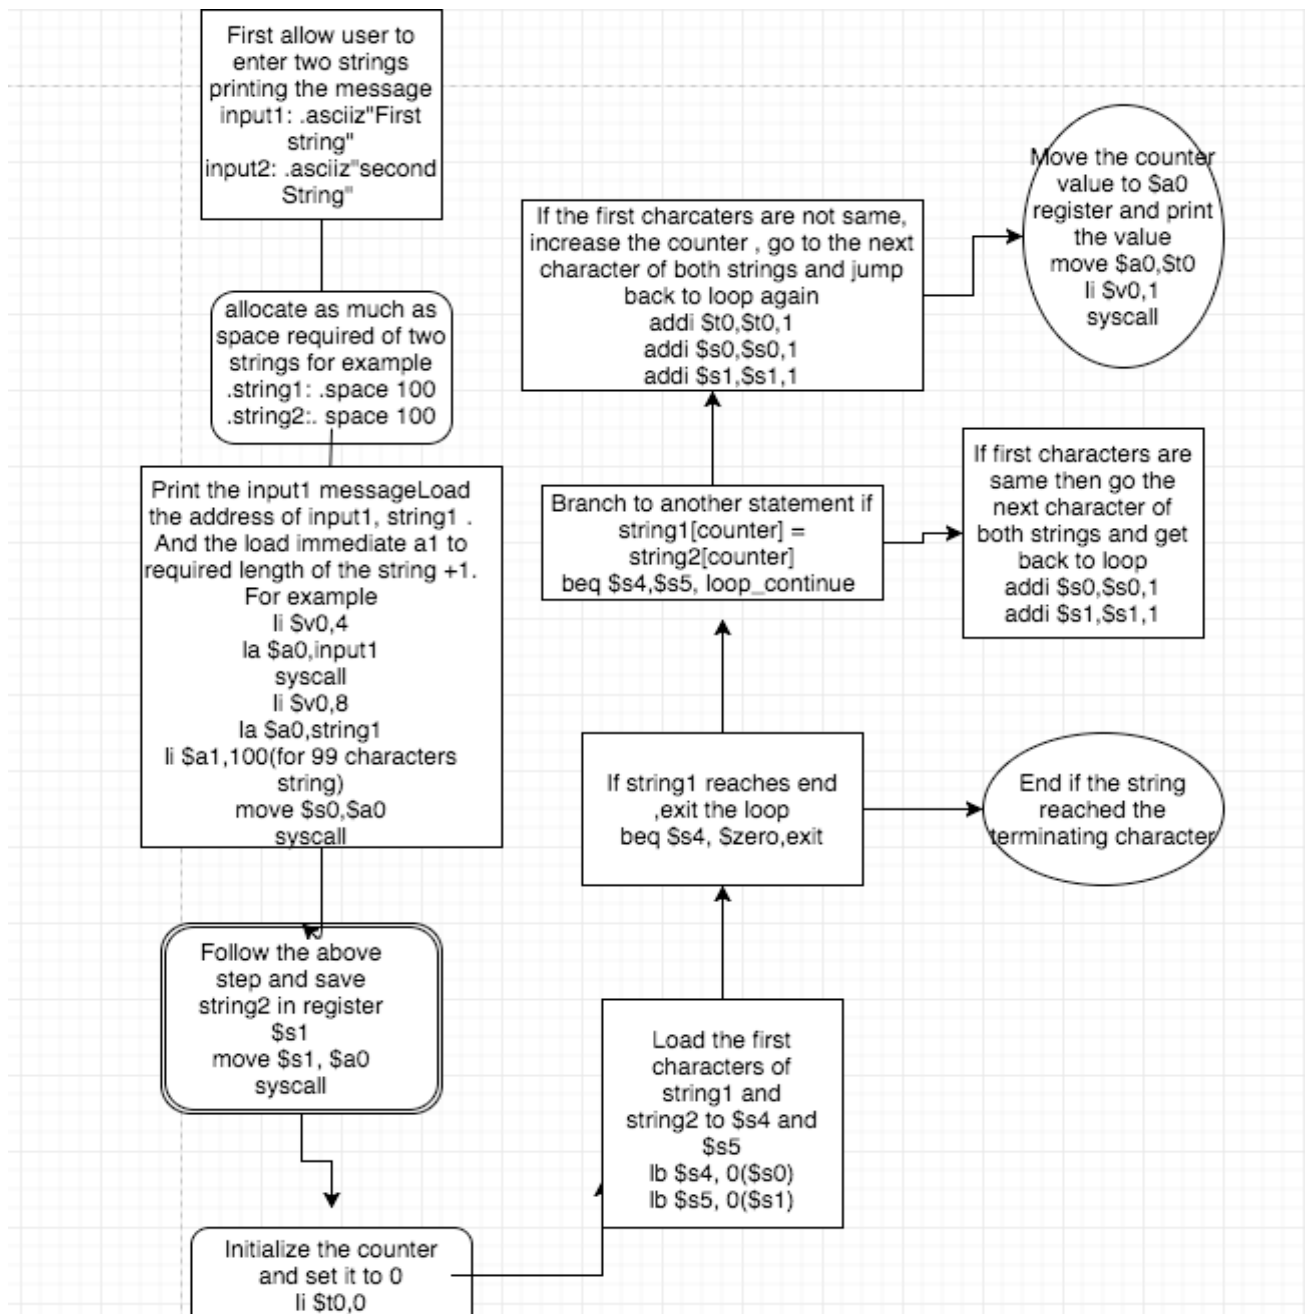 First allow user to
enter two strings
printing the message
input1: .asciiz"First
string"
input2: .asciiz"second
String"
allocate as much as
space required of two
strings for example
.string1: .space 100
.string2:. space 100
Print the input1 messageLoad
the address of input1, string1 .
And the load immediate a1 to
required length of the string +1.
For example
li $v0,4
la $a0,input1
syscall
li $v0,8
la $a0,string1
li $a1,100(for 99 characters
string)
move $s0,$a0
syscall
Follow the above
step and save
string2 in register
$s1
move $s1, $a0
syscall
Initialize the counter
and set it to 0
li $t0,0
Load the first
characters of
string1 and
string2 to $s4 and
$s5
lb $s4, 0($s0)
lb $s5, 0($s1)
If string1 reaches end
,exit the loop
beq $s4, $zero,exit
End if the string
reached the
terminating character
Branch to another statement if
string1[counter] =
string2[counter]
beq $s4,$s5, loop_continue
If first characters are
same then go the
next character of
both strings and get
back to loop
addi $s0,$s0,1
addi $s1,$s1,1
If the first charcaters are not same,
increase the counter , go to the next
character of both strings and jump
back to loop again
addi $t0,$t0,1
addi $s0,$s0,1
addi $s1,$s1,1
Move the counter
value to $a0
register and print
the value
move $a0,$t0
li $v0,1
syscall